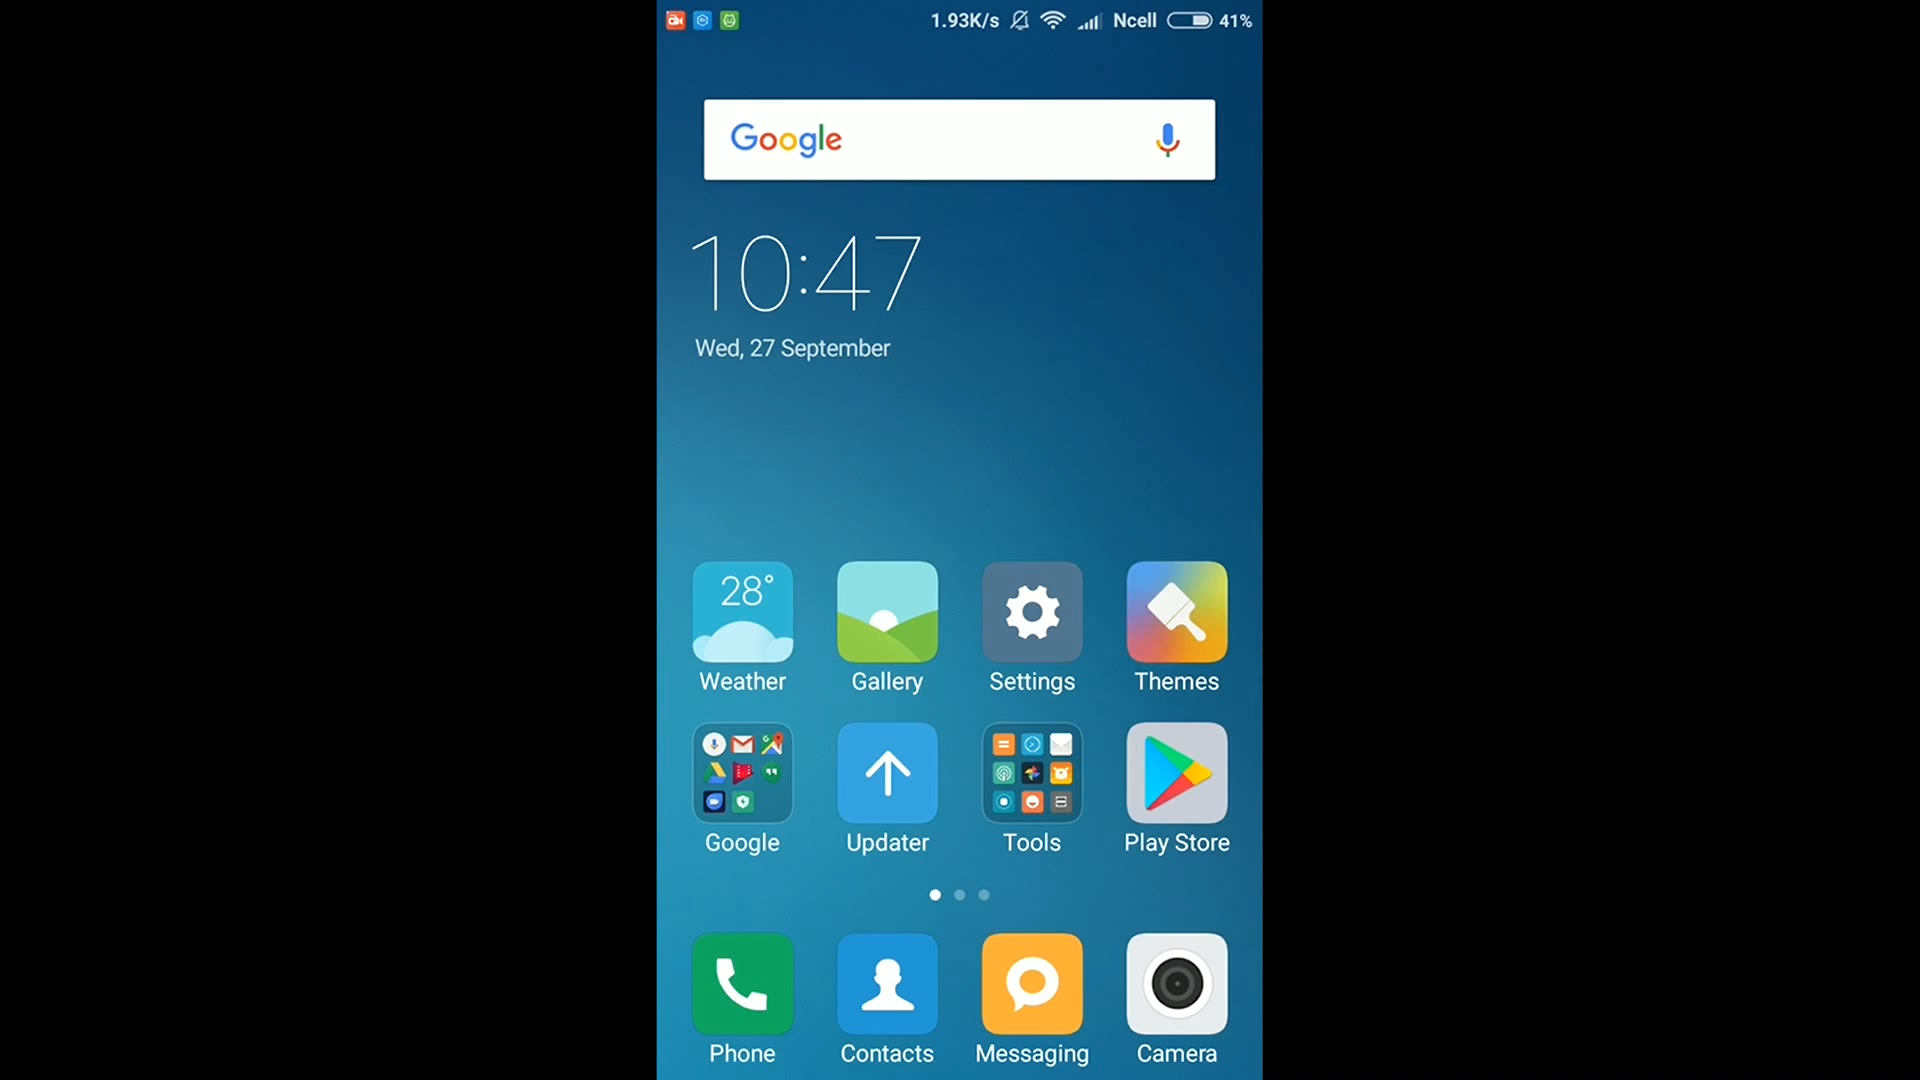 1.93K/s Ncell 41%
Google
10:47
Wed, 27 September
28°
Weather Gallery Settings Themes
Google Updater Tools Play Store
Phone Contacts Messaging Camera